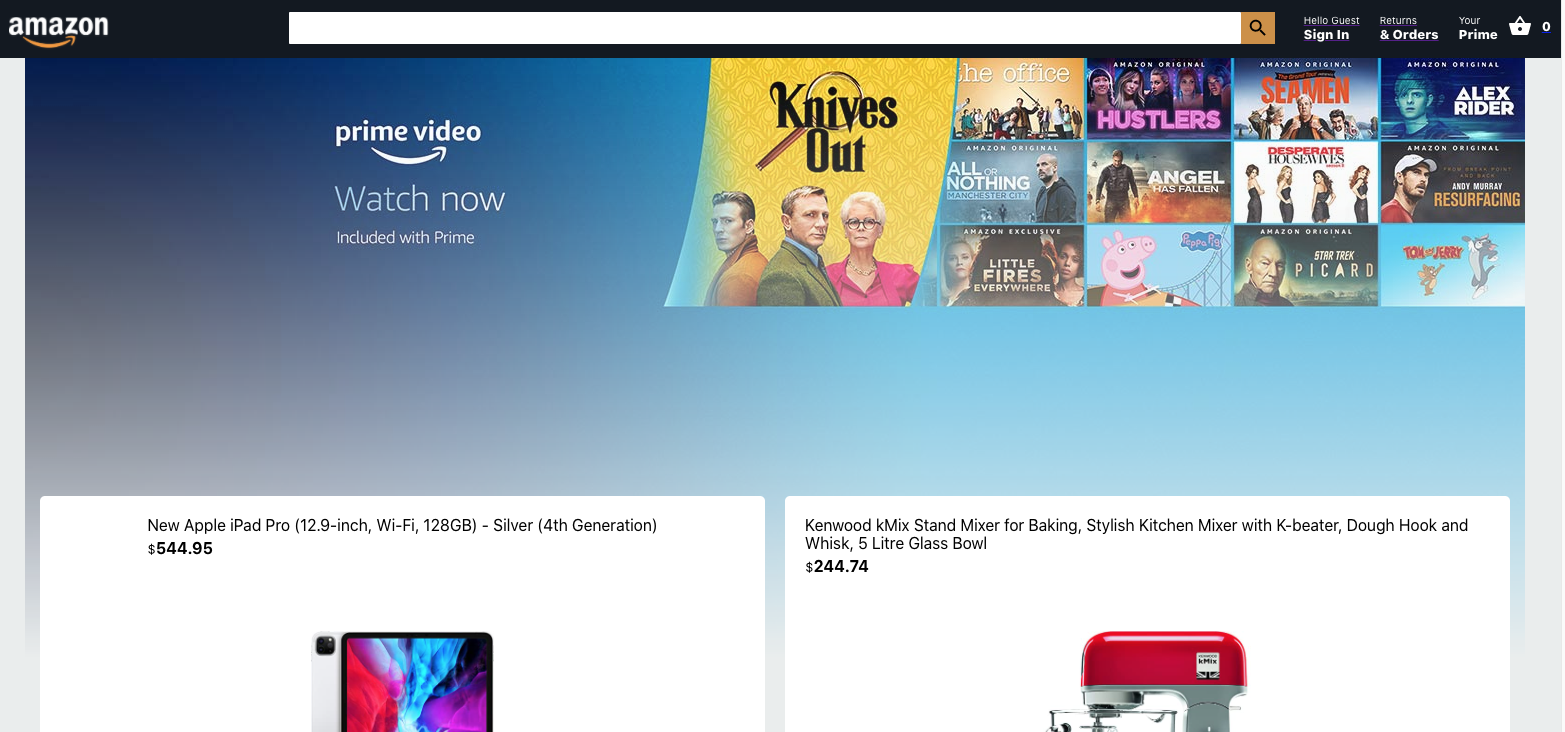 amazon
Hello Guest
Sign In
Returns
& Orders
Your
Prime
0
prime video
Watch now
Included with Prime
Knives
Out
the office
AMAZON ORIGINAL
HUSTLERS
AMAZON ORIGINAL
The Grand Tour
SEAMEN
AMAZON ORIGINAL
ALEX
RIDER
AMAZON ORIGINAL
ALL OR
NOTHING
MANCHESTER CITY
ANGEL
HAS FALLEN
DESPERATE
HOUSEWIVES
AMAZON ORIGINAL
FROM BREAK POINT
AND BACK
ANDY MURRAY
RESURFACING
AMAZON EXCLUSIVE
LITTLE
FIRES
EVERYWHERE
Peppa Pig
AMAZON ORIGINAL
STAR TREK
PICARD
TOM and JERRY
New Apple iPad Pro (12.9-inch, Wi-Fi, 128GB) - Silver (4th Generation)
$544.95
Kenwood kMix Stand Mixer for Baking, Stylish Kitchen Mixer with K-beater, Dough Hook and
Whisk, 5 Litre Glass Bowl
$244.74
KENWOOD
kMix